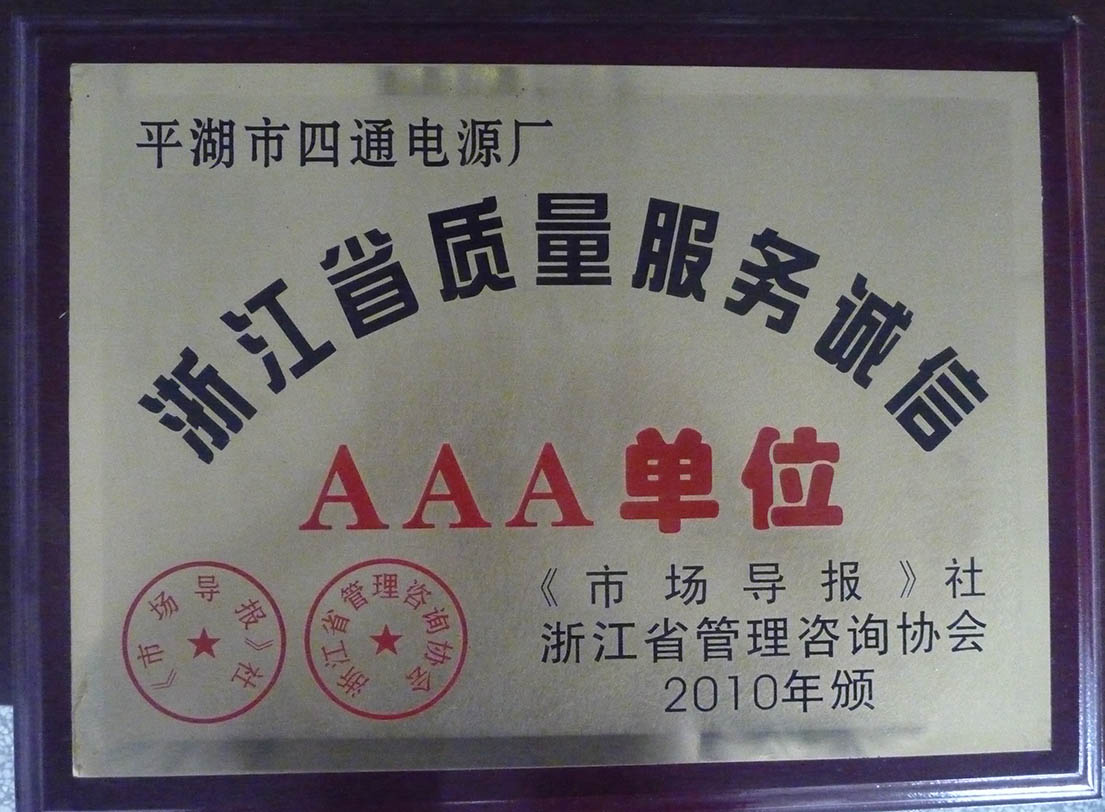 平湖市四通电源厂
浙江省质量服务诚信
AAA单位
《市场导报》社
浙江省管理咨询协会
《市场导报》社
浙江省管理咨询协会
2010年颁